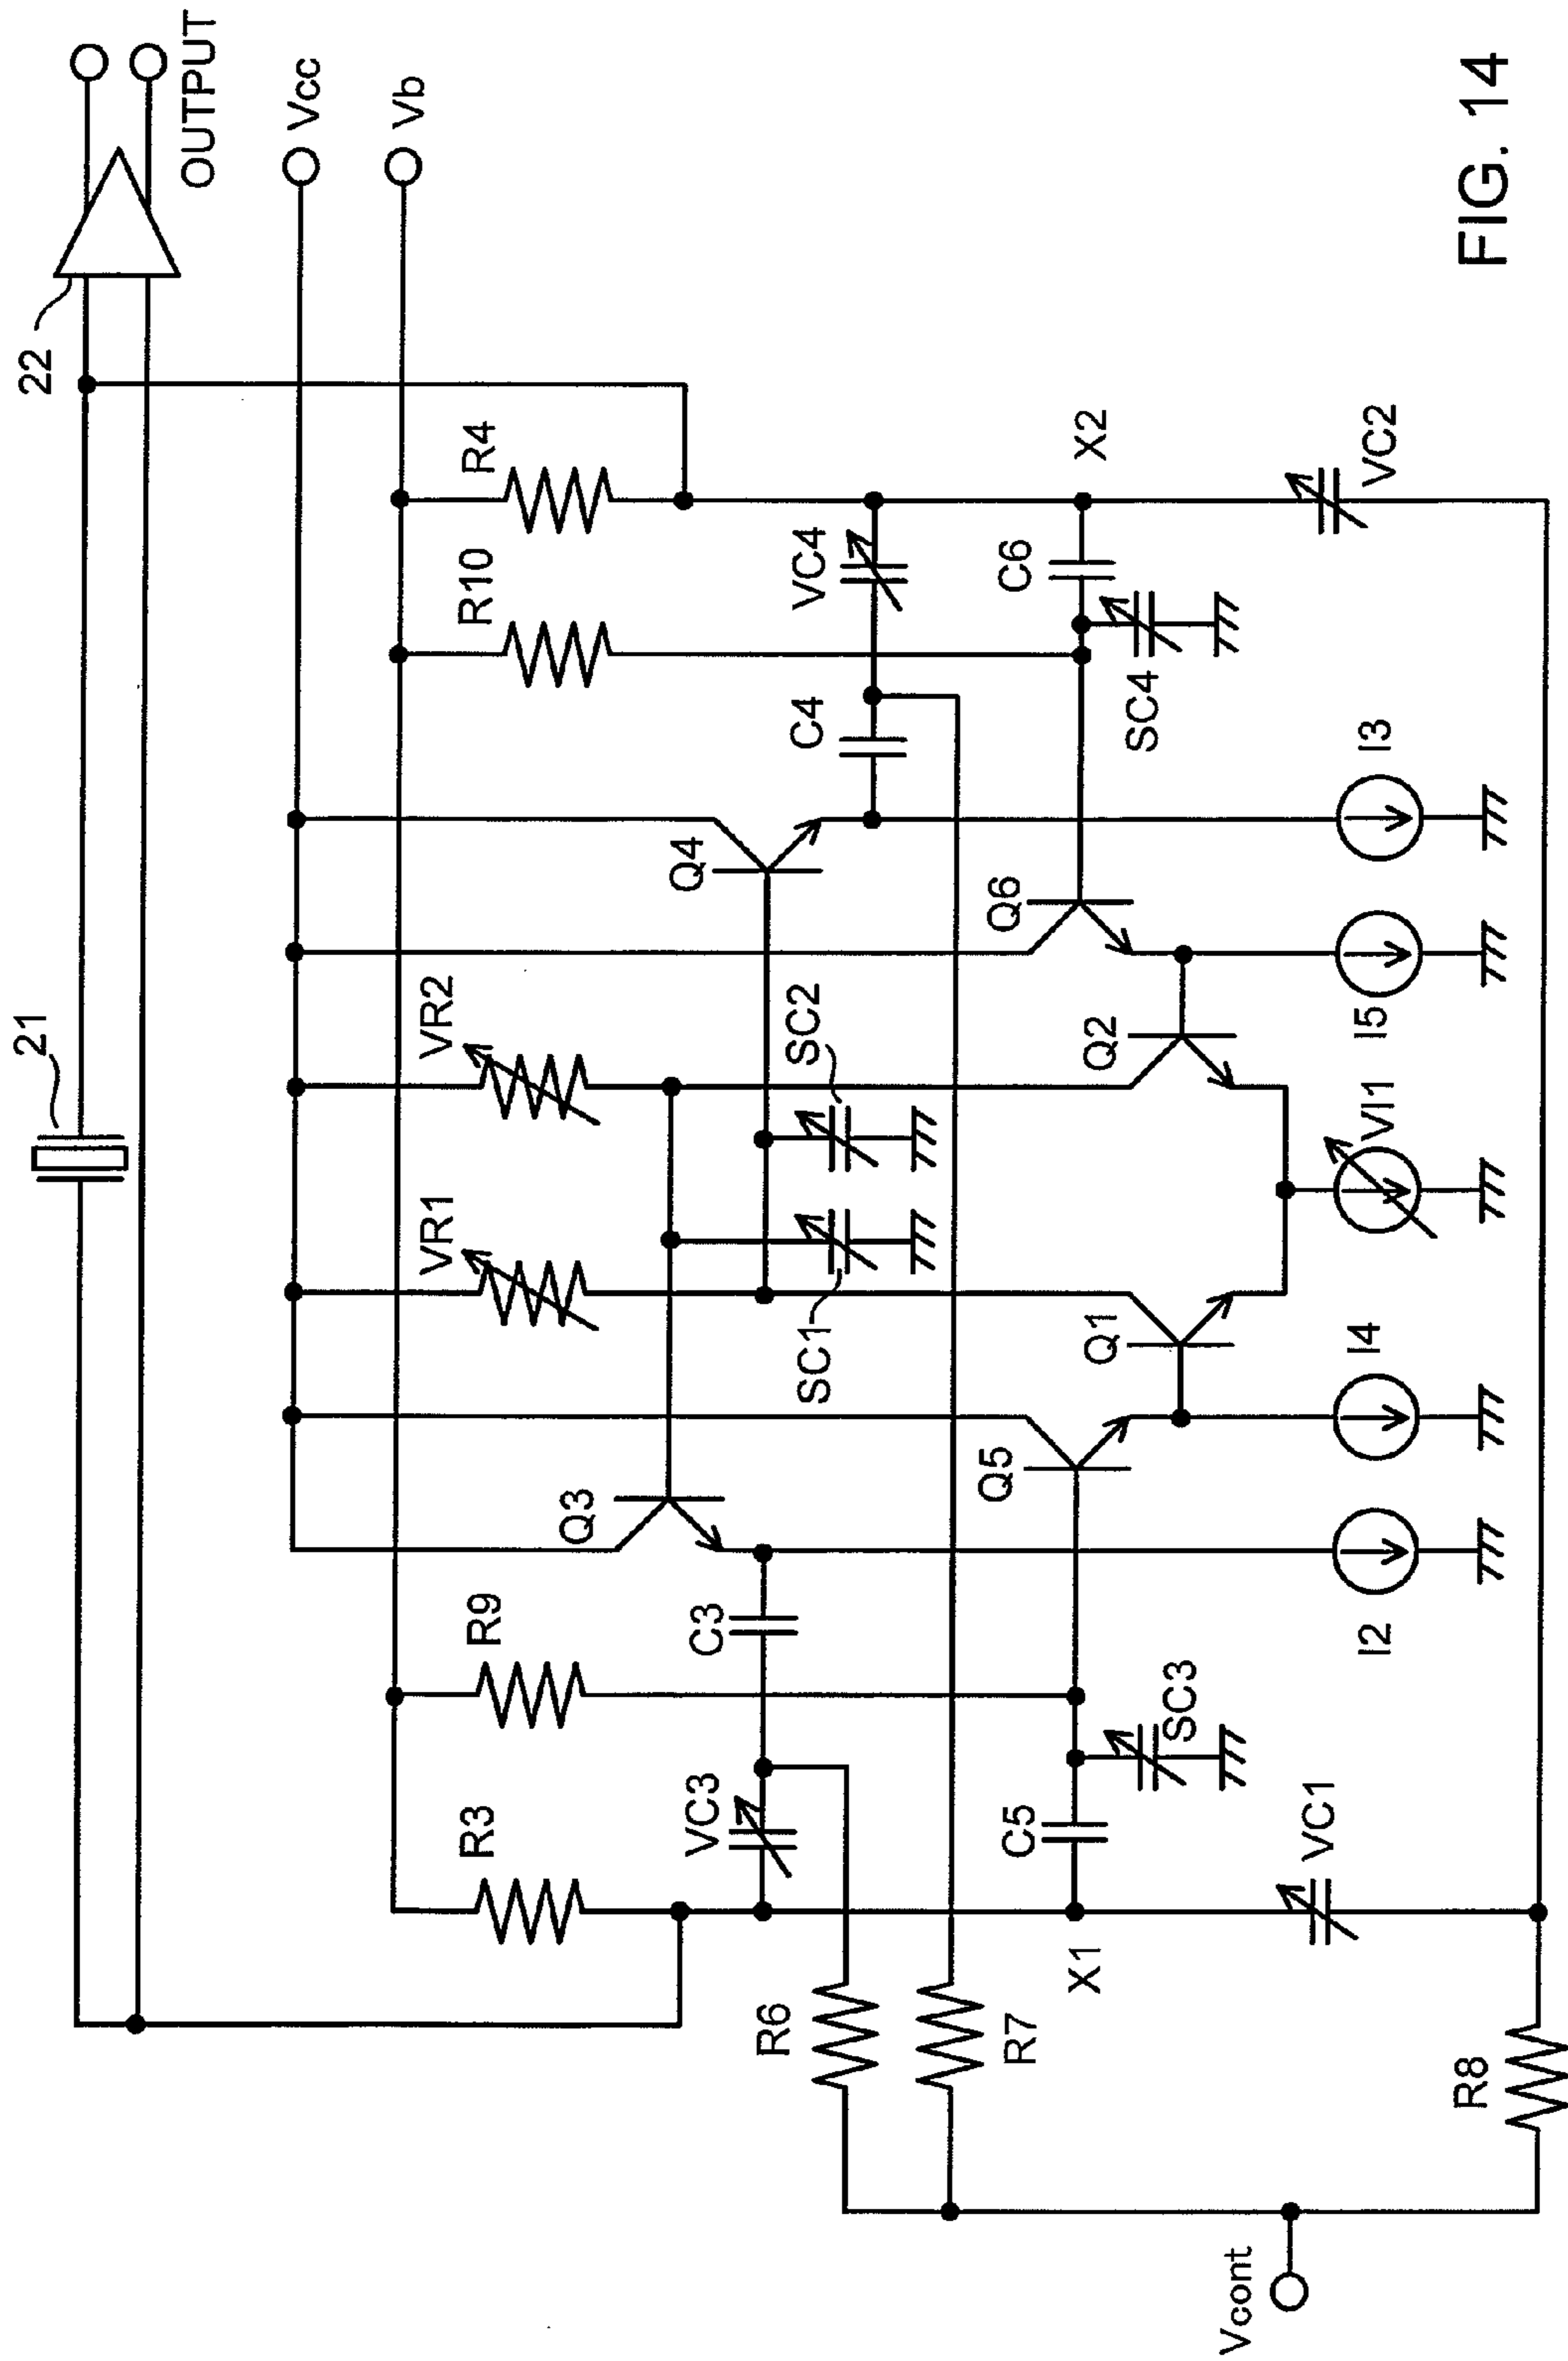 21
22
OUTPUT
Vcc
Vb
R3
R9
VR1
VR2
R10
R4
Q3
Q4
VC3
C3
C4
VC4
R6
SC1
SC2
R7
X1
C5
Q5
Q6
C6
X2
SC3
Q1
Q2
SC4
VC1
VC2
I2
I4
VI1
I5
I3
R8
Vcont
FIG. 14